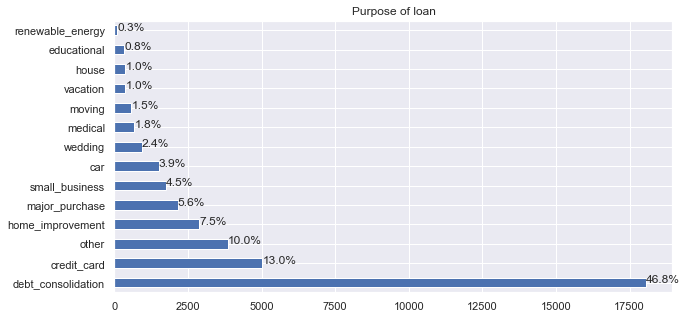 Purpose of loan
renewable_energy 0.3%
educational 0.8%
house 1.0%
vacation 1.0%
moving 1.5%
medical 1.8%
wedding 2.4%
car 3.9%
small_business 4.5%
major_purchase 5.6%
home_improvement 7.5%
other 10.0%
credit_card 13.0%
debt_consolidation 46.8%
0 2500 5000 7500 10000 12500 15000 17500